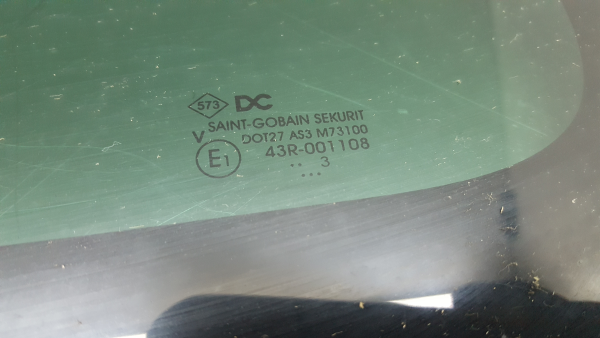 573 DC
SAINT-GOBAIN SEKURIT
V DOT27 AS3 M73100
E1 43R-001108
.. 3
...